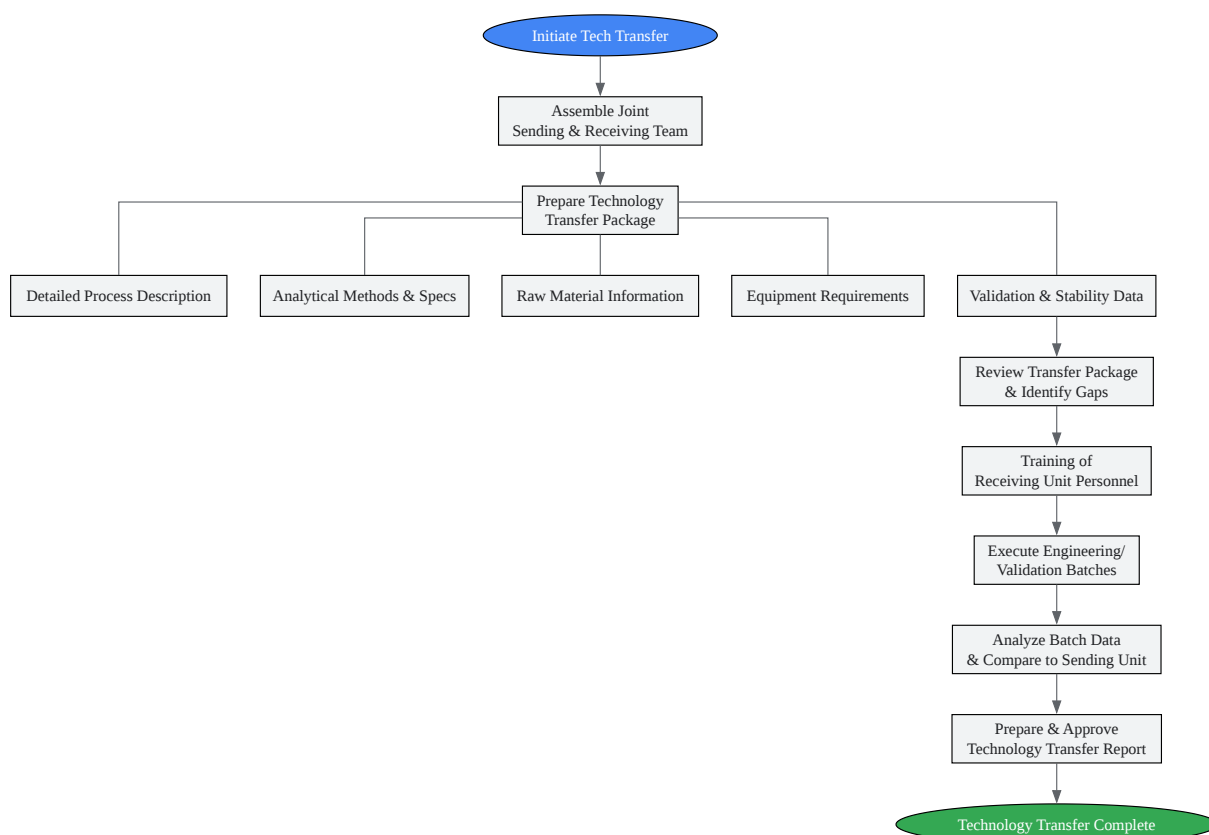 Initiate Tech Transfer
Assemble Joint
Sending & Receiving Team
Prepare Technology
Transfer Package
Detailed Process Description
Analytical Methods & Specs
Raw Material Information
Equipment Requirements
Validation & Stability Data
Review Transfer Package
& Identify Gaps
Training of
Receiving Unit Personnel
Execute Engineering/
Validation Batches
Analyze Batch Data
& Compare to Sending Unit
Prepare & Approve
Technology Transfer Report
Technology Transfer Complete